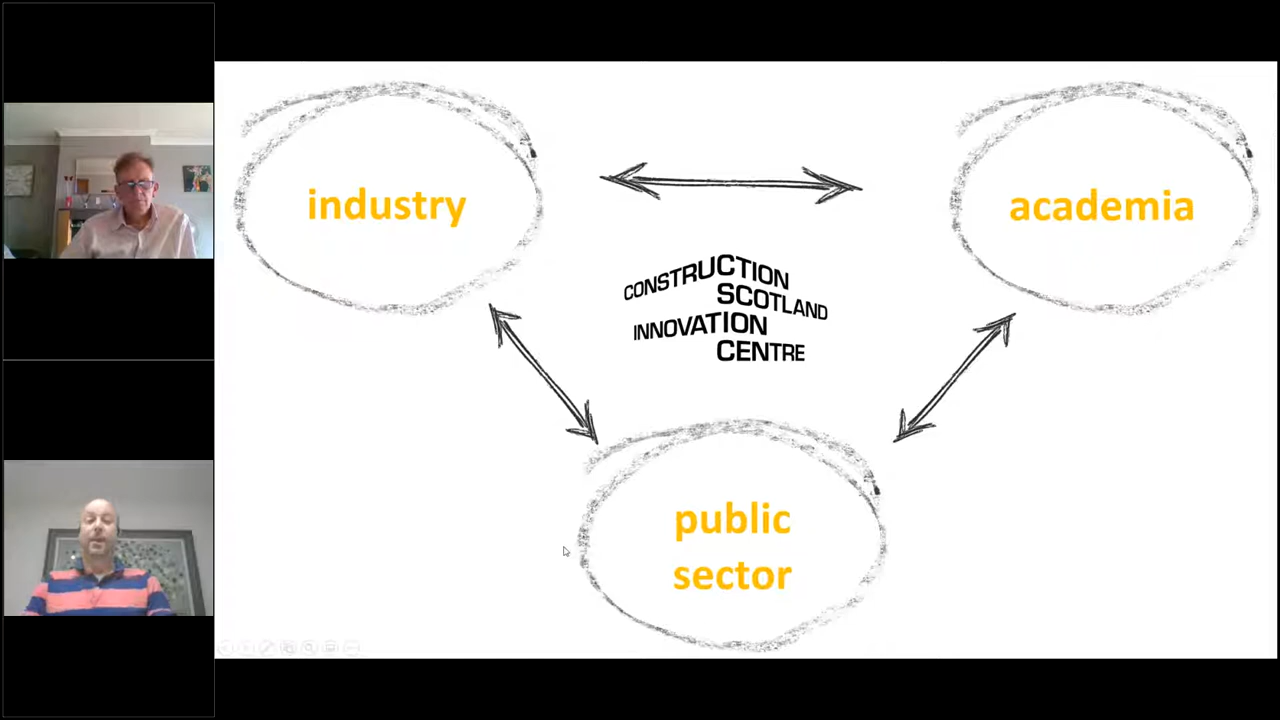 industry
academia
CONSTRUCTION
SCOTLAND
INNOVATION
CENTRE
public
sector